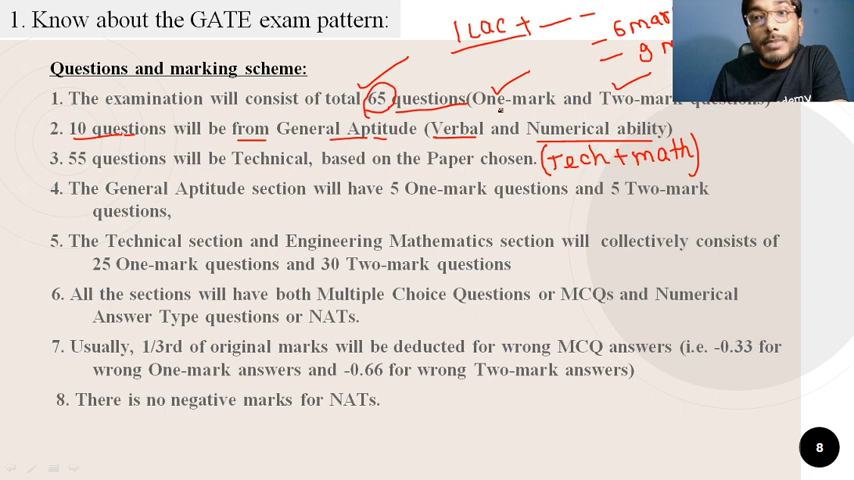 1. Know about the GATE exam pattern:
1 Lac + — –
= 6 mar
– 9 m
Questions and marking scheme:
1. The examination will consist of total 65 questions(One-mark and Two-mark questions)
2. 10 questions will be from General Aptitude (Verbal and Numerical ability)
3. 55 questions will be Technical, based on the Paper chosen. (Tech + math)
4. The General Aptitude section will have 5 One-mark questions and 5 Two-mark
questions,
5. The Technical section and Engineering Mathematics section will collectively consists of
25 One-mark questions and 30 Two-mark questions
6. All the sections will have both Multiple Choice Questions or MCQs and Numerical
Answer Type questions or NATs.
7. Usually, 1/3rd of original marks will be deducted for wrong MCQ answers (i.e. -0.33 for
wrong One-mark answers and -0.66 for wrong Two-mark answers)
8. There is no negative marks for NATs.
8